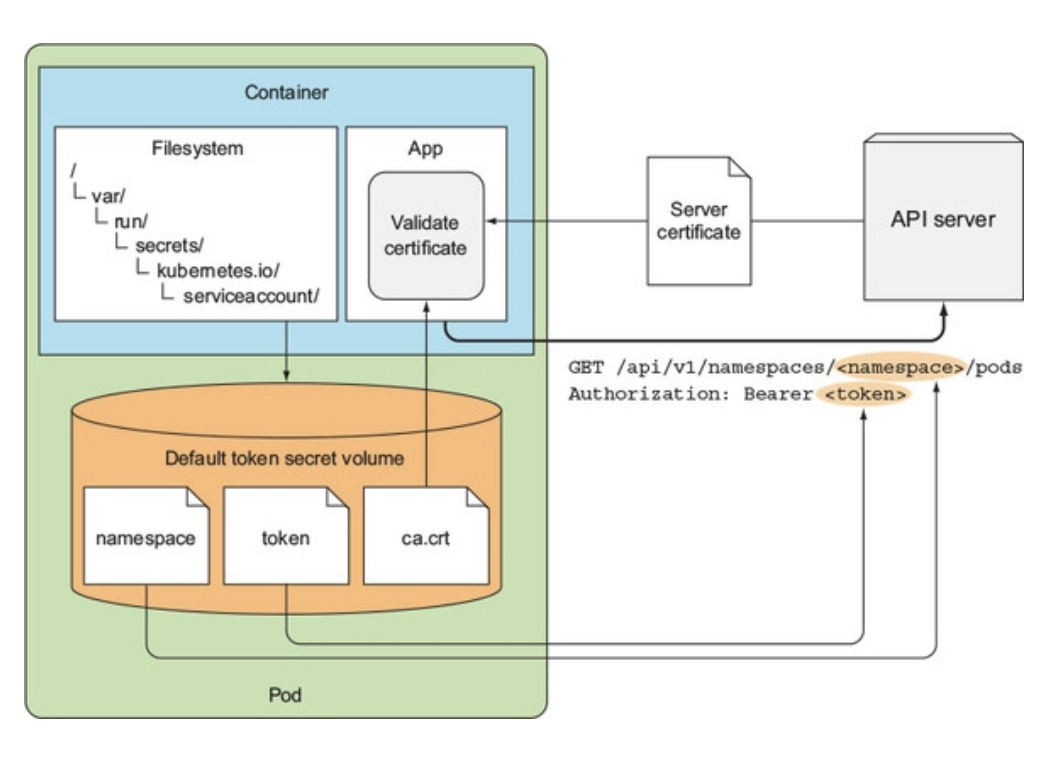 Container
Filesystem
/
var/
run/
secrets/
kubernetes.io/
serviceaccount/
App
Validate
certificate
Server
certificate
API server
GET /api/v1/namespaces/<namespace>/pods
Authorization: Bearer <token>
Default token secret volume
namespace
token
ca.crt
Pod